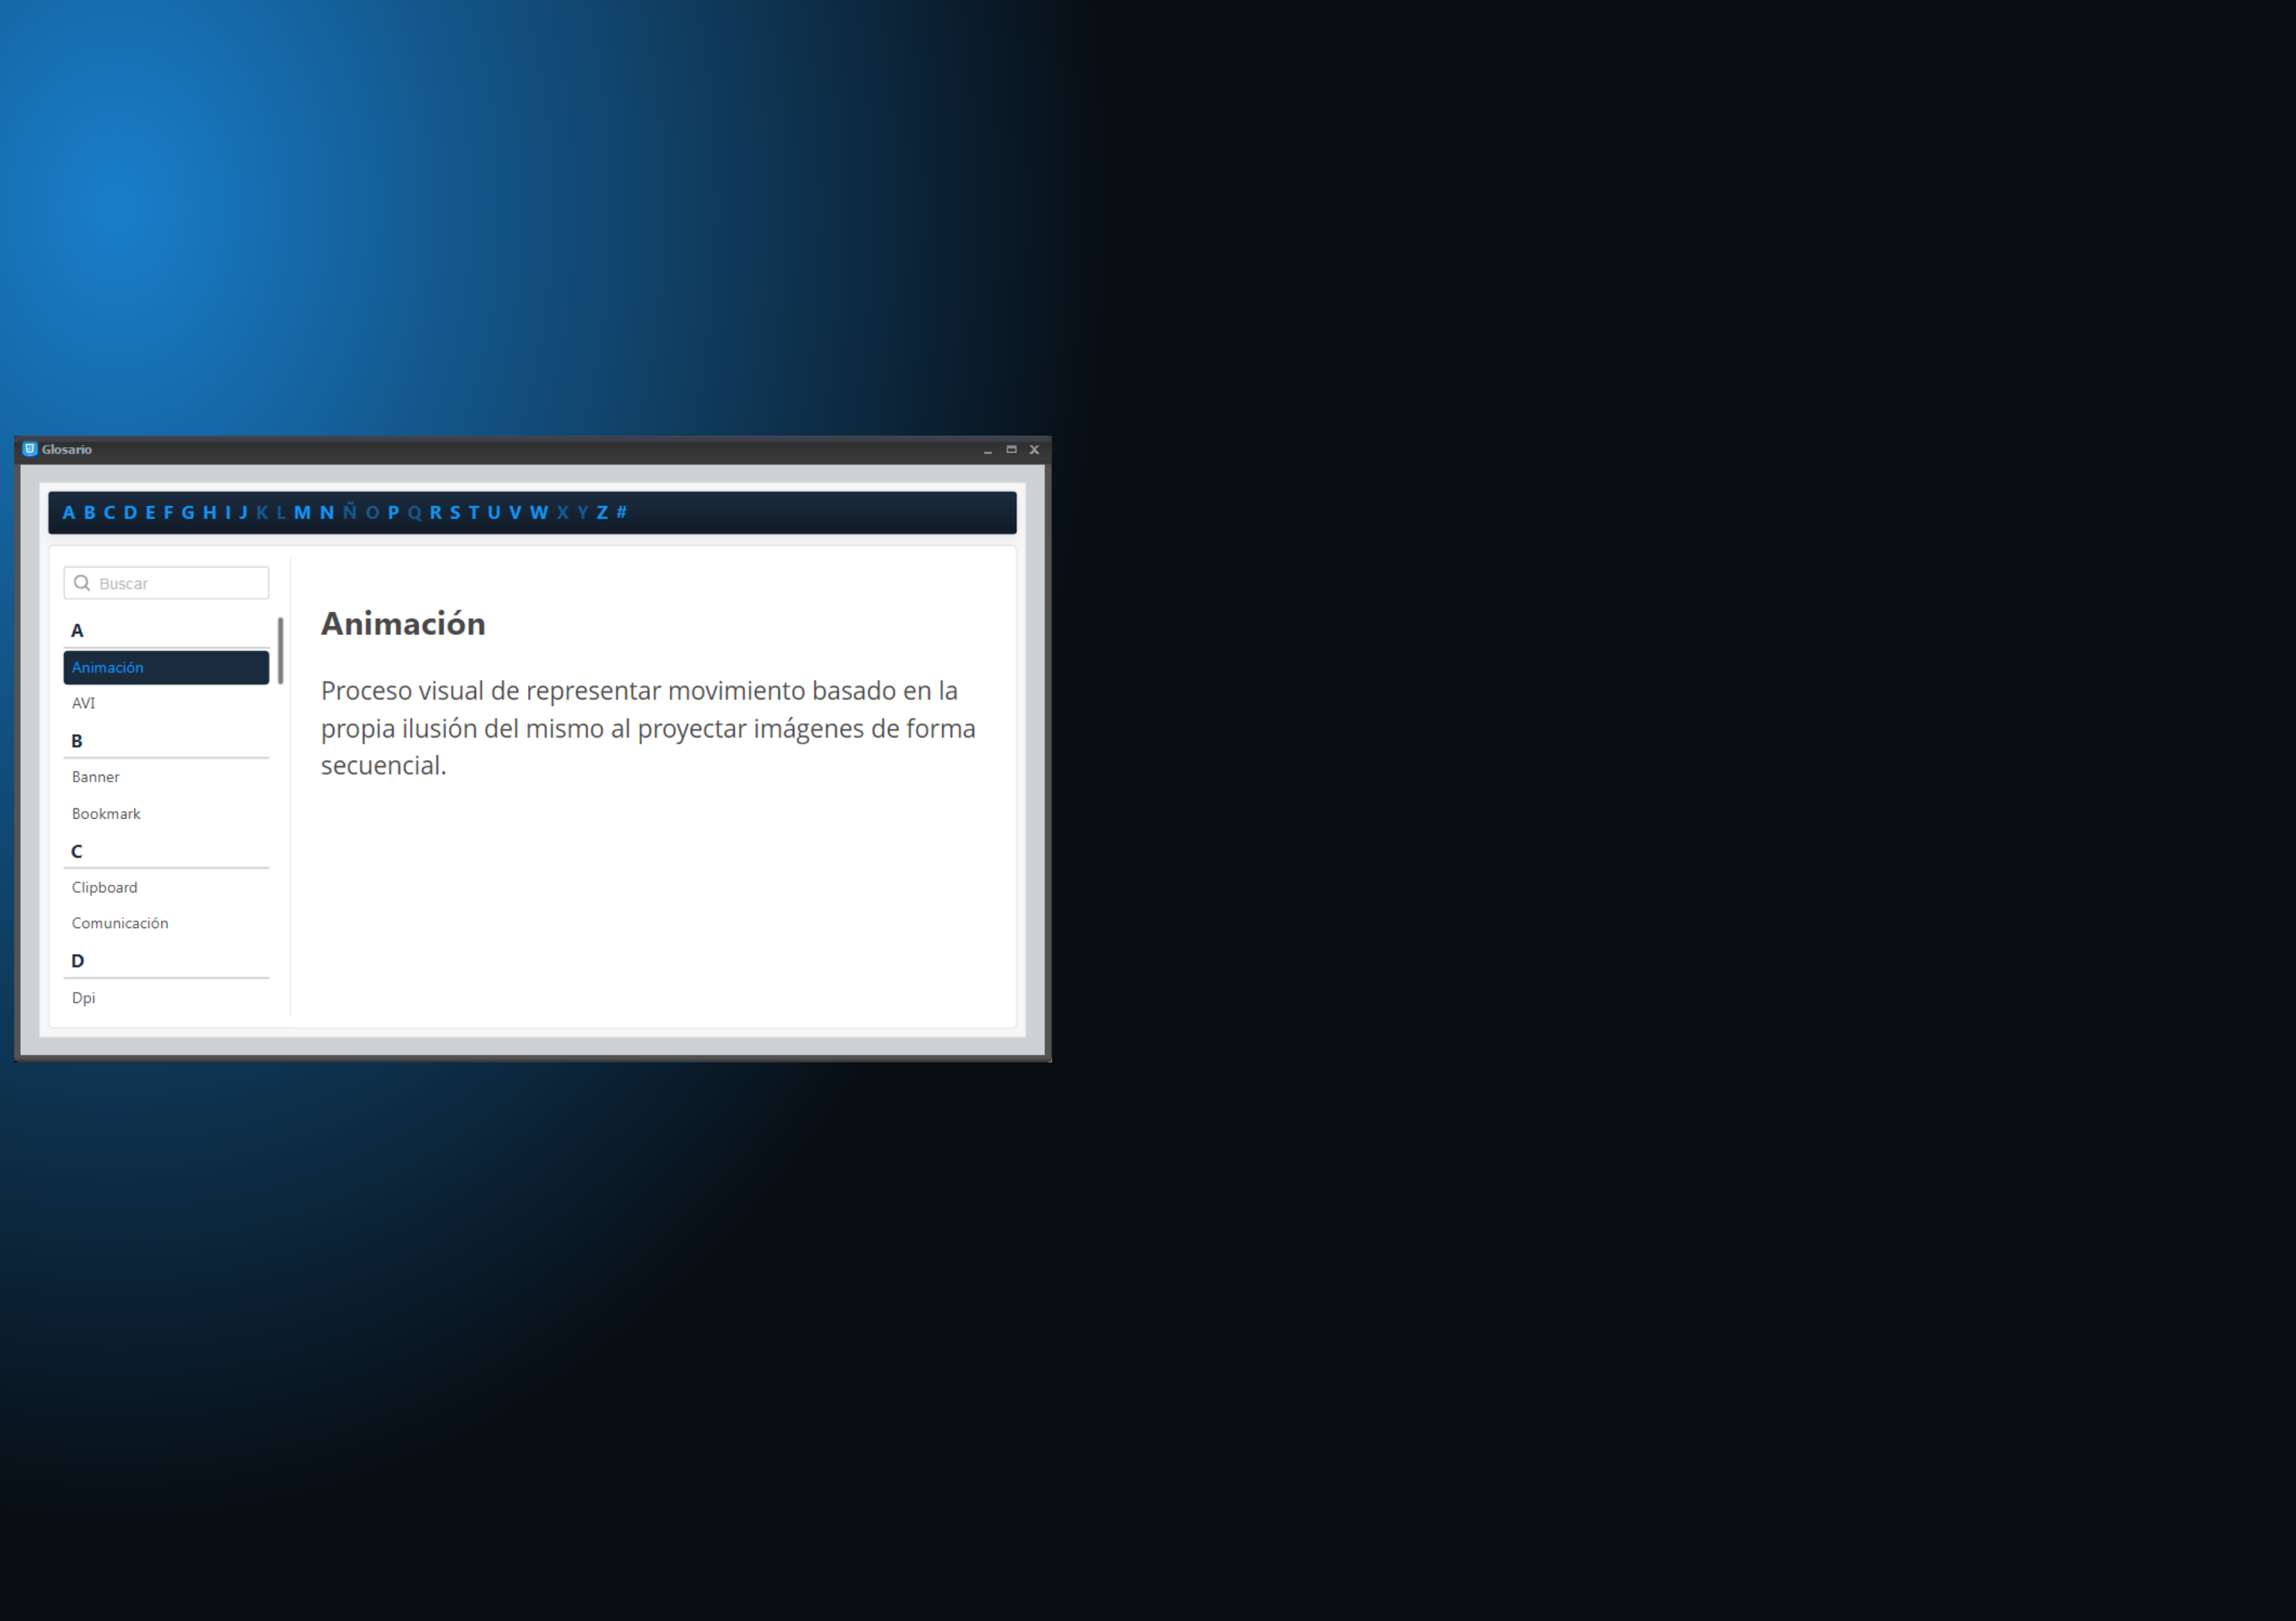 Glosario
A B C D E F G H I J K L M N Ñ O P Q R S T U V W X Y Z #
Buscar
A
Animación
AVI
B
Banner
Bookmark
C
Clipboard
Comunicación
D
Dpi
Animación
Proceso visual de representar movimiento basado en la
propia ilusión del mismo al proyectar imágenes de forma
secuencial.